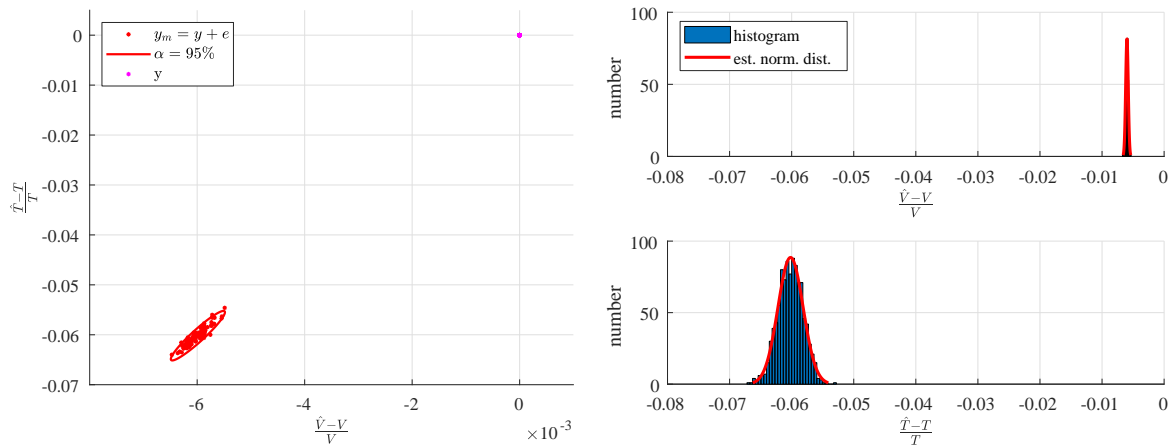 0
-0.01
-0.02
-0.03
-0.04
-0.05
-0.06
-0.07
-6
-4
-2
0
×10^{-3}
\frac{\hat{V}-V}{V}
\frac{\hat{T}-T}{T}
y_m = y + e
α = 95%
y
100
50
0
number
histogram
est. norm. dist.
-0.08 -0.07 -0.06 -0.05 -0.04 -0.03 -0.02 -0.01 0
\frac{\hat{V}-V}{V}
100
50
0
number
-0.08 -0.07 -0.06 -0.05 -0.04 -0.03 -0.02 -0.01 0
\frac{\hat{T}-T}{T}